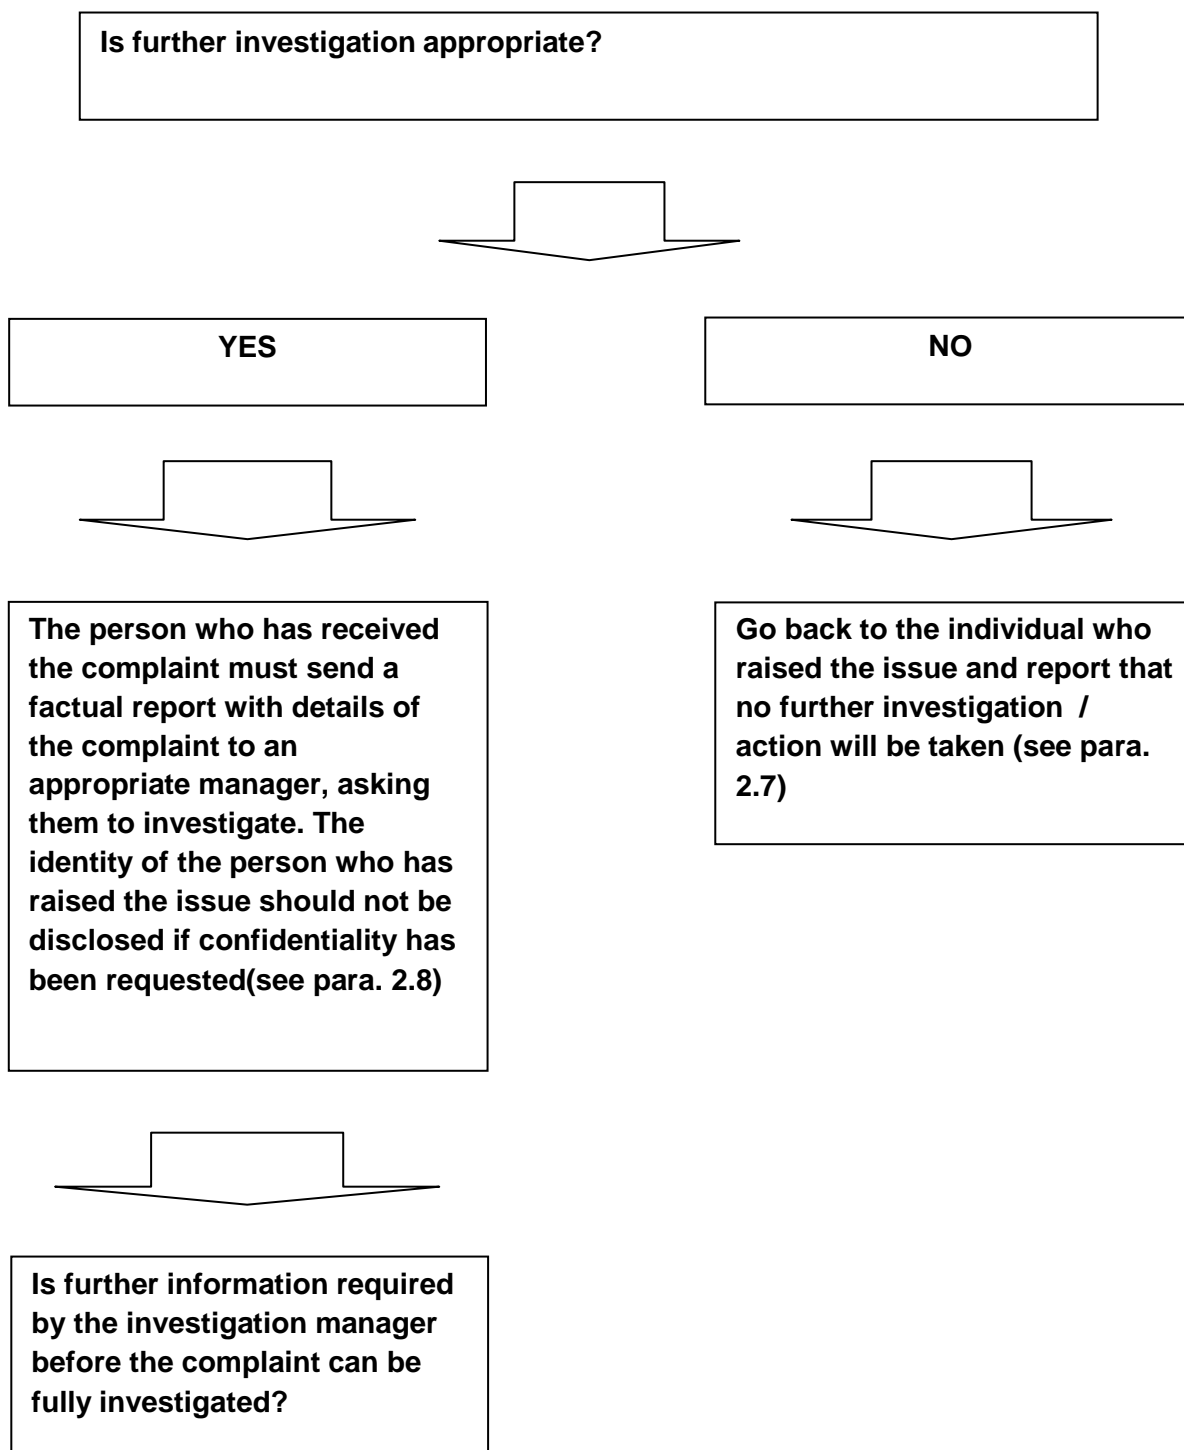 Is further investigation appropriate?
YES
NO
The person who has received
the complaint must send a
factual report with details of
the complaint to an
appropriate manager, asking
them to investigate. The
identity of the person who has
raised the issue should not be
disclosed if confidentiality has
been requested(see para. 2.8)
Go back to the individual who
raised the issue and report that
no further investigation /
action will be taken (see para.
2.7)
Is further information required
by the investigation manager
before the complaint can be
fully investigated?